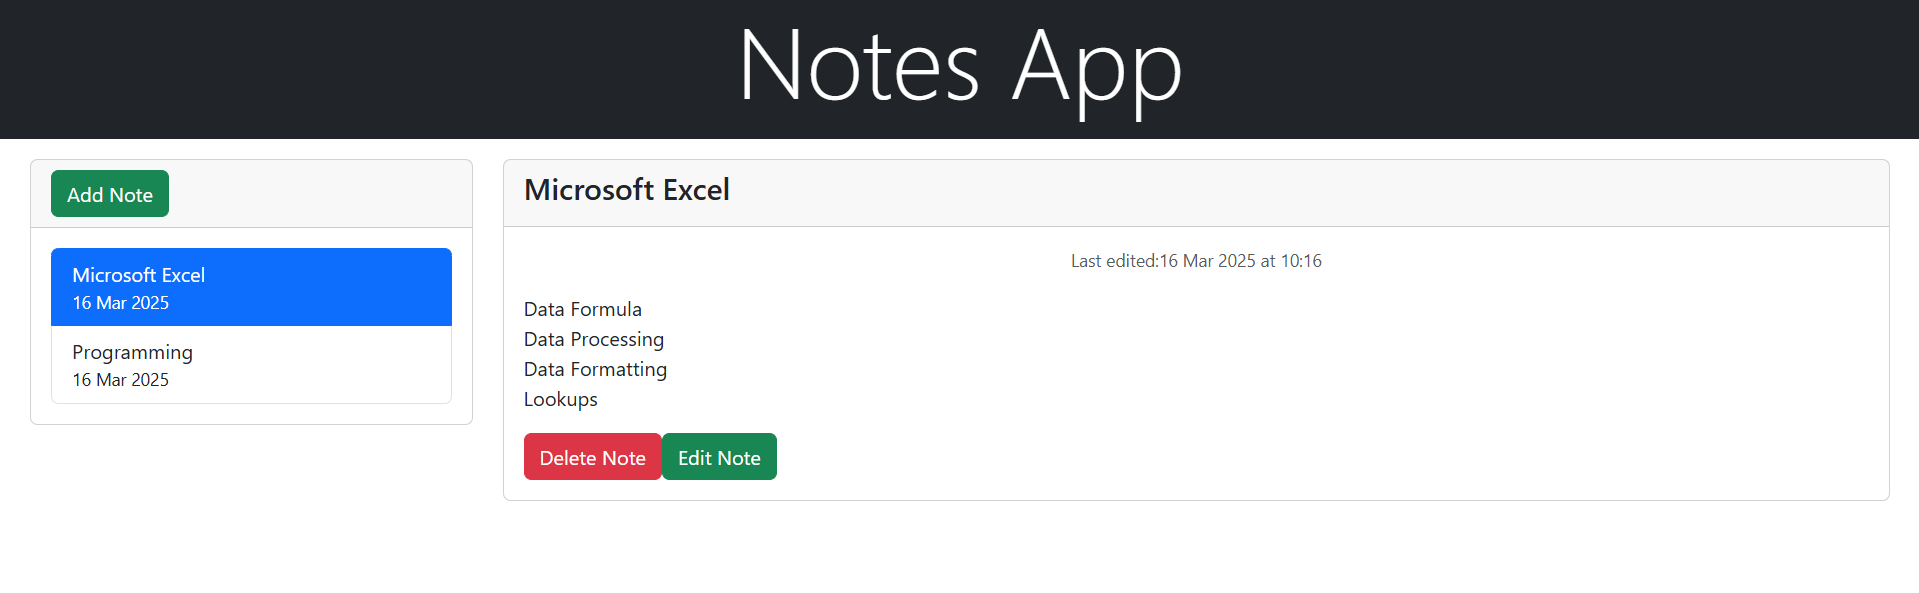 Notes App
Add Note
Microsoft Excel
16 Mar 2025
Programming
16 Mar 2025
Microsoft Excel
Last edited:16 Mar 2025 at 10:16
Data Formula
Data Processing
Data Formatting
Lookups
Delete Note Edit Note